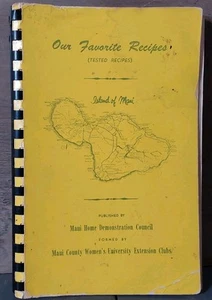 Our Favorite Recipes
(TESTED RECIPES)
Island of Maui
PUBLISHED BY
Maui Home Demonstration Council
FORMED BY
Maui County Women's University Extension Clubs